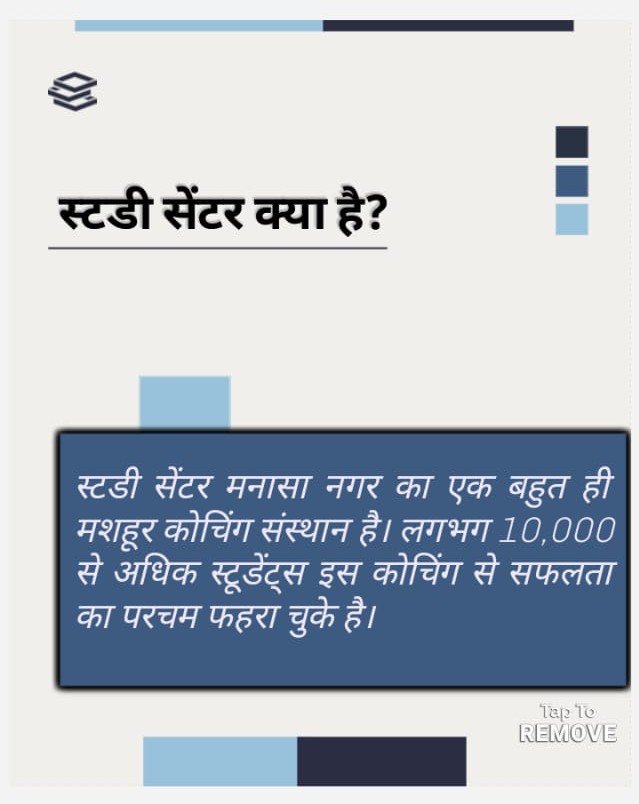 स्टडी सेंटर क्या है?
स्टडी सेंटर मनासा नगर का एक बहुत ही
मशहूर कोचिंग संस्थान है। लगभग 10,000
से अधिक स्टूडेंट्स इस कोचिंग से सफलता
का परचम फहरा चुके है।
Tap To
REMOVE